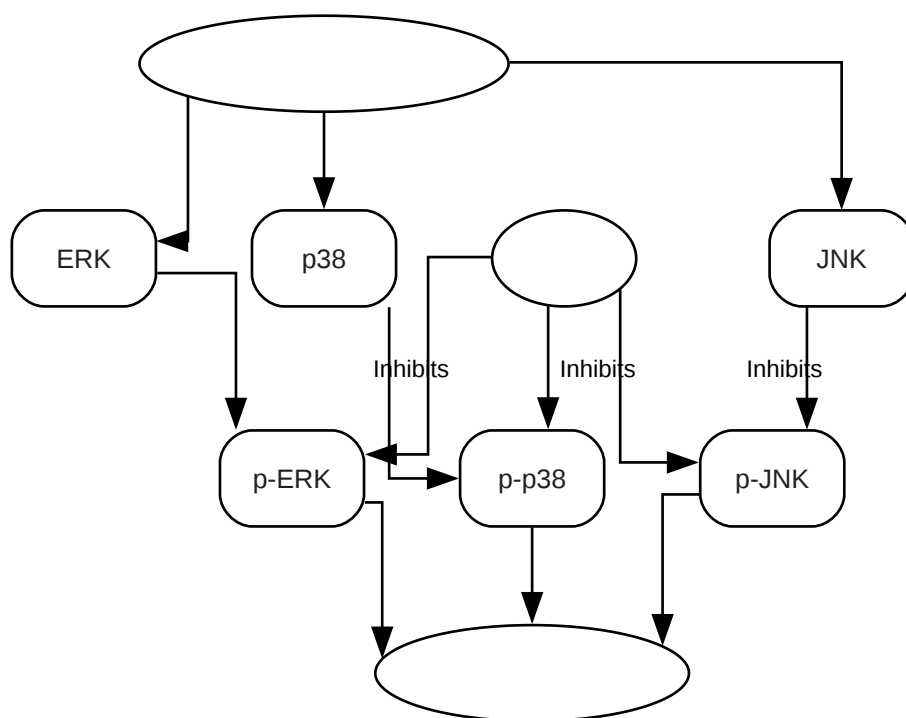 ERK
p38
JNK
Inhibits
Inhibits
Inhibits
p-ERK
p-p38
p-JNK